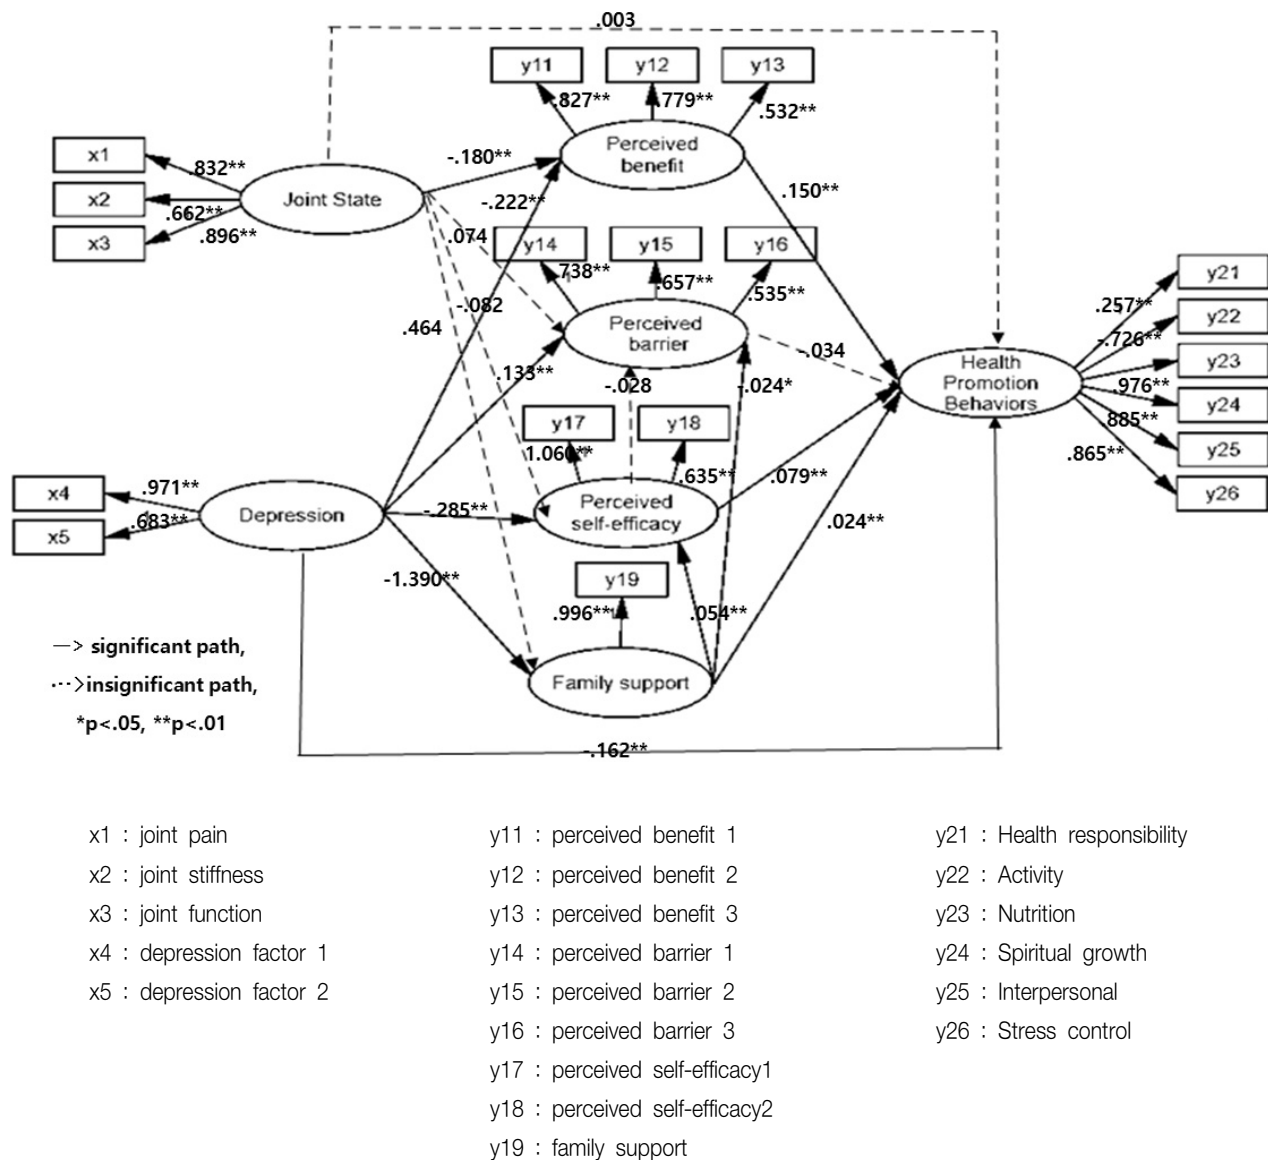 .003
y11
y12
y13
.827**
.779**
.532**
Perceived
benefit
x1
x2
x3
.832**
.662**
.896**
Joint State
-.180**
-.222**
.150**
.074
y14
y15
y16
.738**
.657**
.535**
-.082
.464
Perceived
barrier
-.034
.133**
-.028
-.024*
Health
Promotion
Behaviors
y21
y22
y23
y24
y25
y26
.257**
-.726**
.976**
.885**
.865**
y17
y18
1.060**
.635**
.079**
x4
x5
.971**
.683**
Depression
-.285**
Perceived
self-efficacy
.024**
-1.390**
y19
.996**
.054**
Family support
—> significant path,
···>insignificant path,
*p<.05, **p<.01
-.162**
x1 : joint pain
x2 : joint stiffness
x3 : joint function
x4 : depression factor 1
x5 : depression factor 2
y11 : perceived benefit 1
y12 : perceived benefit 2
y13 : perceived benefit 3
y14 : perceived barrier 1
y15 : perceived barrier 2
y16 : perceived barrier 3
y17 : perceived self-efficacy1
y18 : perceived self-efficacy2
y19 : family support
y21 : Health responsibility
y22 : Activity
y23 : Nutrition
y24 : Spiritual growth
y25 : Interpersonal
y26 : Stress control